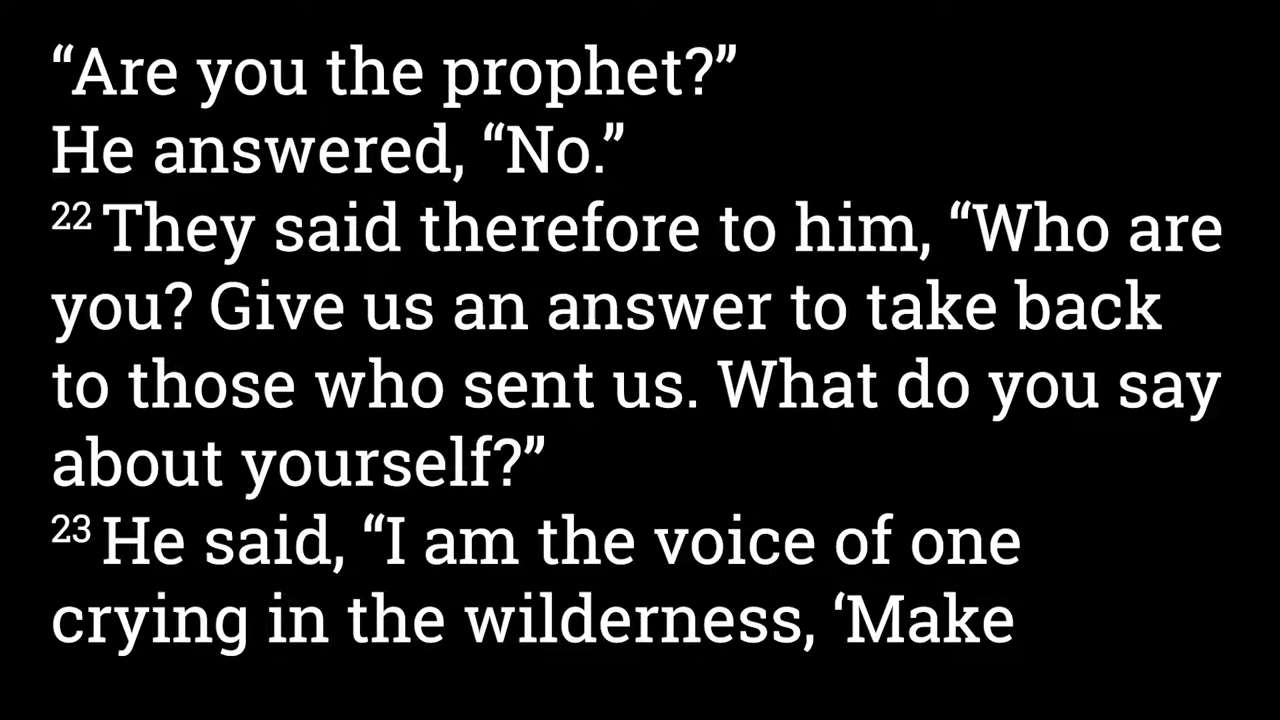 “Are you the prophet?”
He answered, “No.”
22 They said therefore to him, “Who are
you? Give us an answer to take back
to those who sent us. What do you say
about yourself?”
23 He said, “I am the voice of one
crying in the wilderness, ‘Make